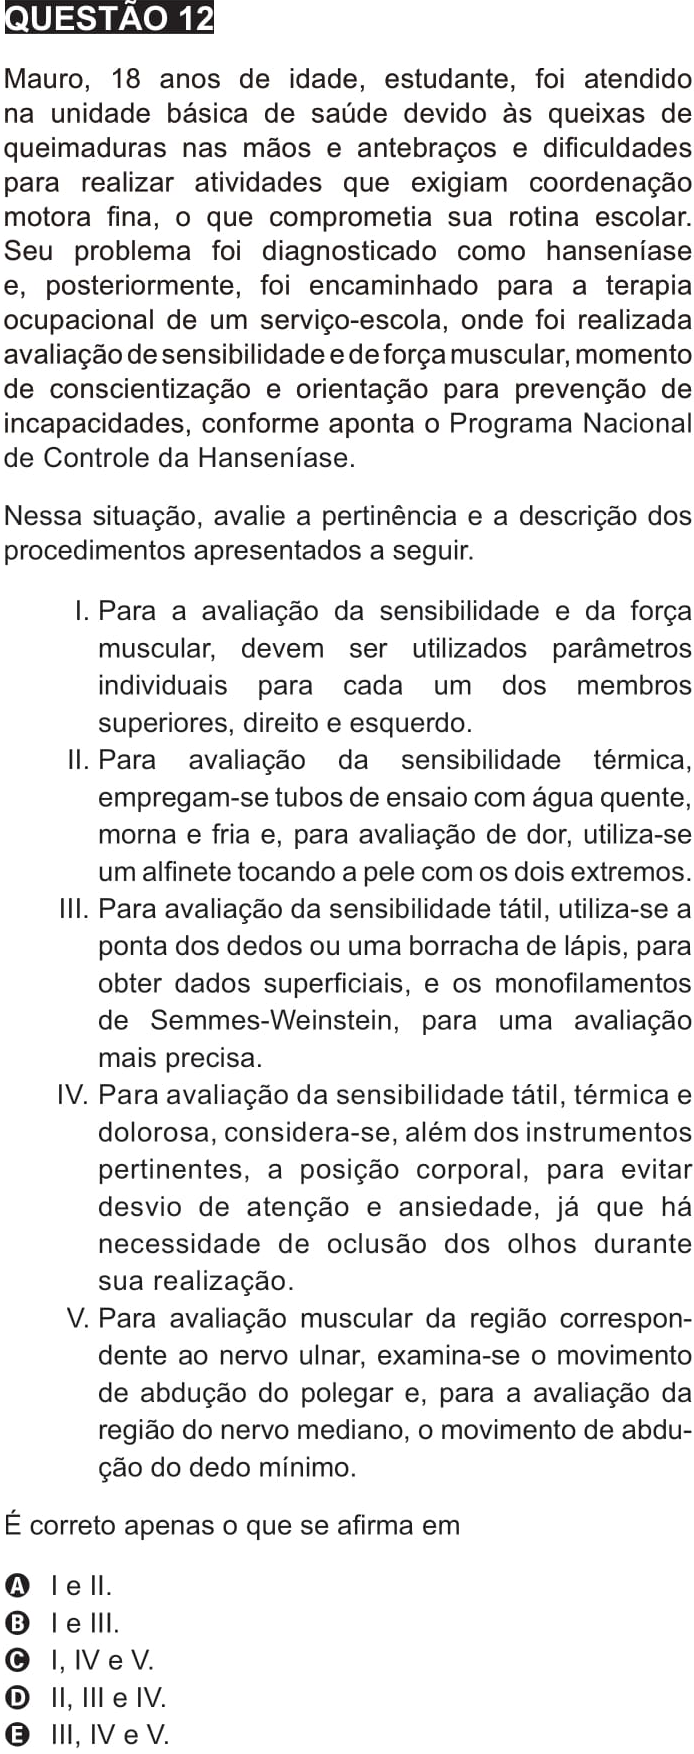 QUESTÃO 12
Mauro, 18 anos de idade, estudante, foi atendido
na unidade básica de saúde devido às queixas de
queimaduras nas mãos e antebraços e dificuldades
para realizar atividades que exigiam coordenação
motora fina, o que comprometia sua rotina escolar.
Seu problema foi diagnosticado como hanseníase
e, posteriormente, foi encaminhado para a terapia
ocupacional de um serviço-escola, onde foi realizada
avaliação de sensibilidade e de força muscular, momento
de conscientização e orientação para prevenção de
incapacidades, conforme aponta o Programa Nacional
de Controle da Hanseníase.
Nessa situação, avalie a pertinência e a descrição dos
procedimentos apresentados a seguir.
I. Para a avaliação da sensibilidade e da força
muscular, devem ser utilizados parâmetros
individuais para cada um dos membros
superiores, direito e esquerdo.
II. Para avaliação da sensibilidade térmica,
empregam-se tubos de ensaio com água quente,
morna e fria e, para avaliação de dor, utiliza-se
um alfinete tocando a pele com os dois extremos.
III. Para avaliação da sensibilidade tátil, utiliza-se a
ponta dos dedos ou uma borracha de lápis, para
obter dados superficiais, e os monofilamentos
de Semmes-Weinstein, para uma avaliação
mais precisa.
IV. Para avaliação da sensibilidade tátil, térmica e
dolorosa, considera-se, além dos instrumentos
pertinentes, a posição corporal, para evitar
desvio de atenção e ansiedade, já que há
necessidade de oclusão dos olhos durante
sua realização.
V. Para avaliação muscular da região correspon-
dente ao nervo ulnar, examina-se o movimento
de abdução do polegar e, para a avaliação da
região do nervo mediano, o movimento de abdu-
ção do dedo mínimo.
É correto apenas o que se afirma em
A I e II.
B I e III.
C I, IV e V.
D II, III e IV.
E III, IV e V.